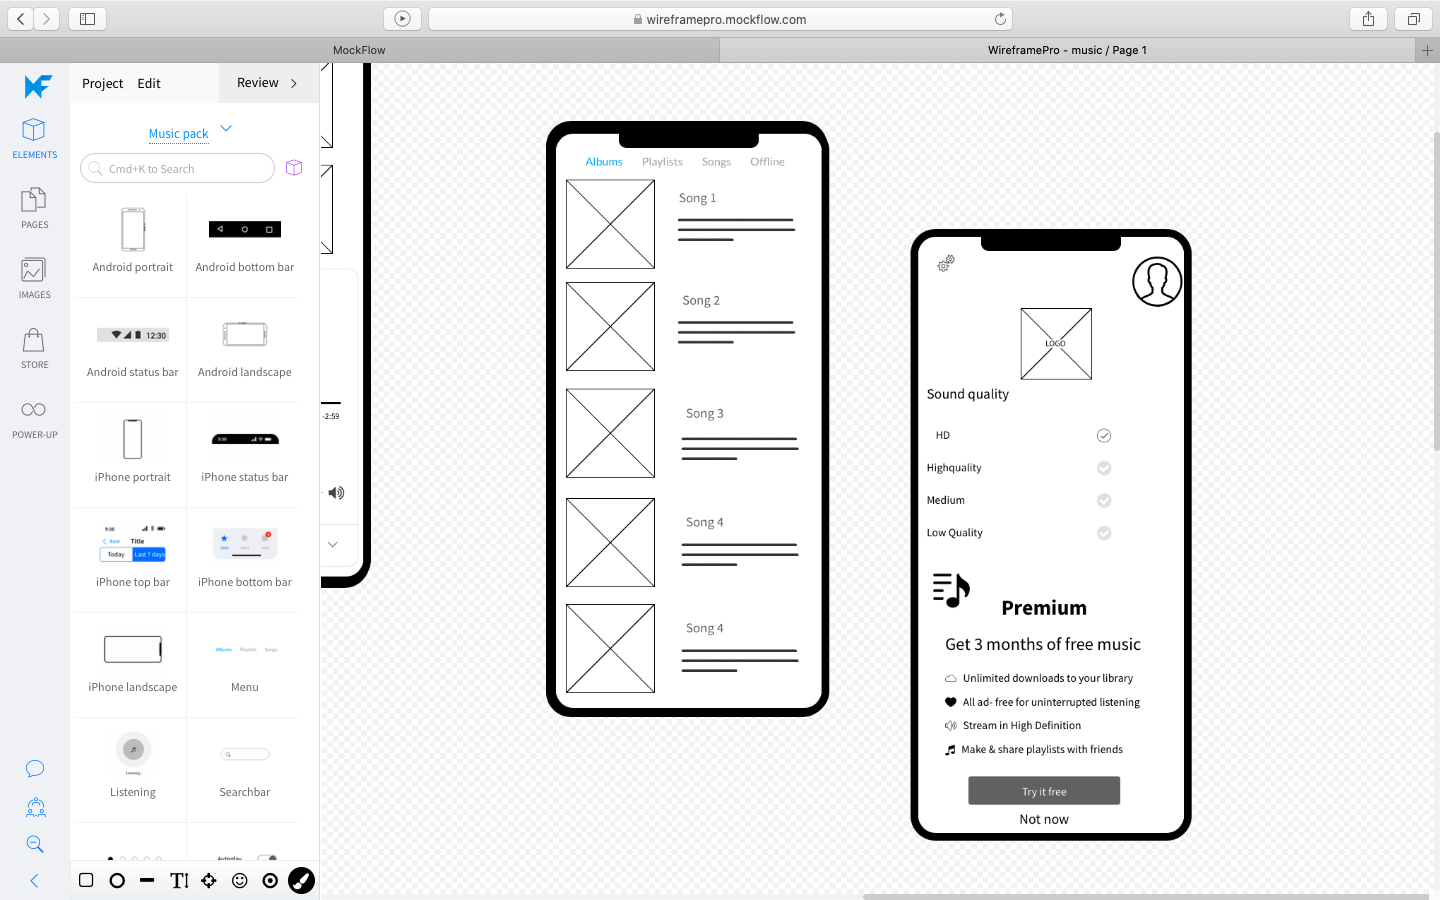 wireframepro.mockflow.com
MockFlow
WireframePro - music / Page 1
Project Edit Review
Music pack
Cmd+K to Search
ELEMENTS
PAGES
IMAGES
STORE
POWER-UP
Android portrait
Android bottom bar
12:30
Android status bar
Android landscape
9:30
iPhone portrait
iPhone status bar
9:30
Back Title
Today Last 7 days
iPhone top bar
iPhone bottom bar
Albums Playlists Songs
iPhone landscape
Menu
Listening...
Listening
Searchbar
Autoplay
T
-2:59
Albums Playlists Songs Offline
Song 1
Song 2
Song 3
Song 4
Song 4
LOGO
Sound quality
HD
Highquality
Medium
Low Quality
Premium
Get 3 months of free music
Unlimited downloads to your library
All ad- free for uninterrupted listening
Stream in High Definition
Make & share playlists with friends
Try it free
Not now